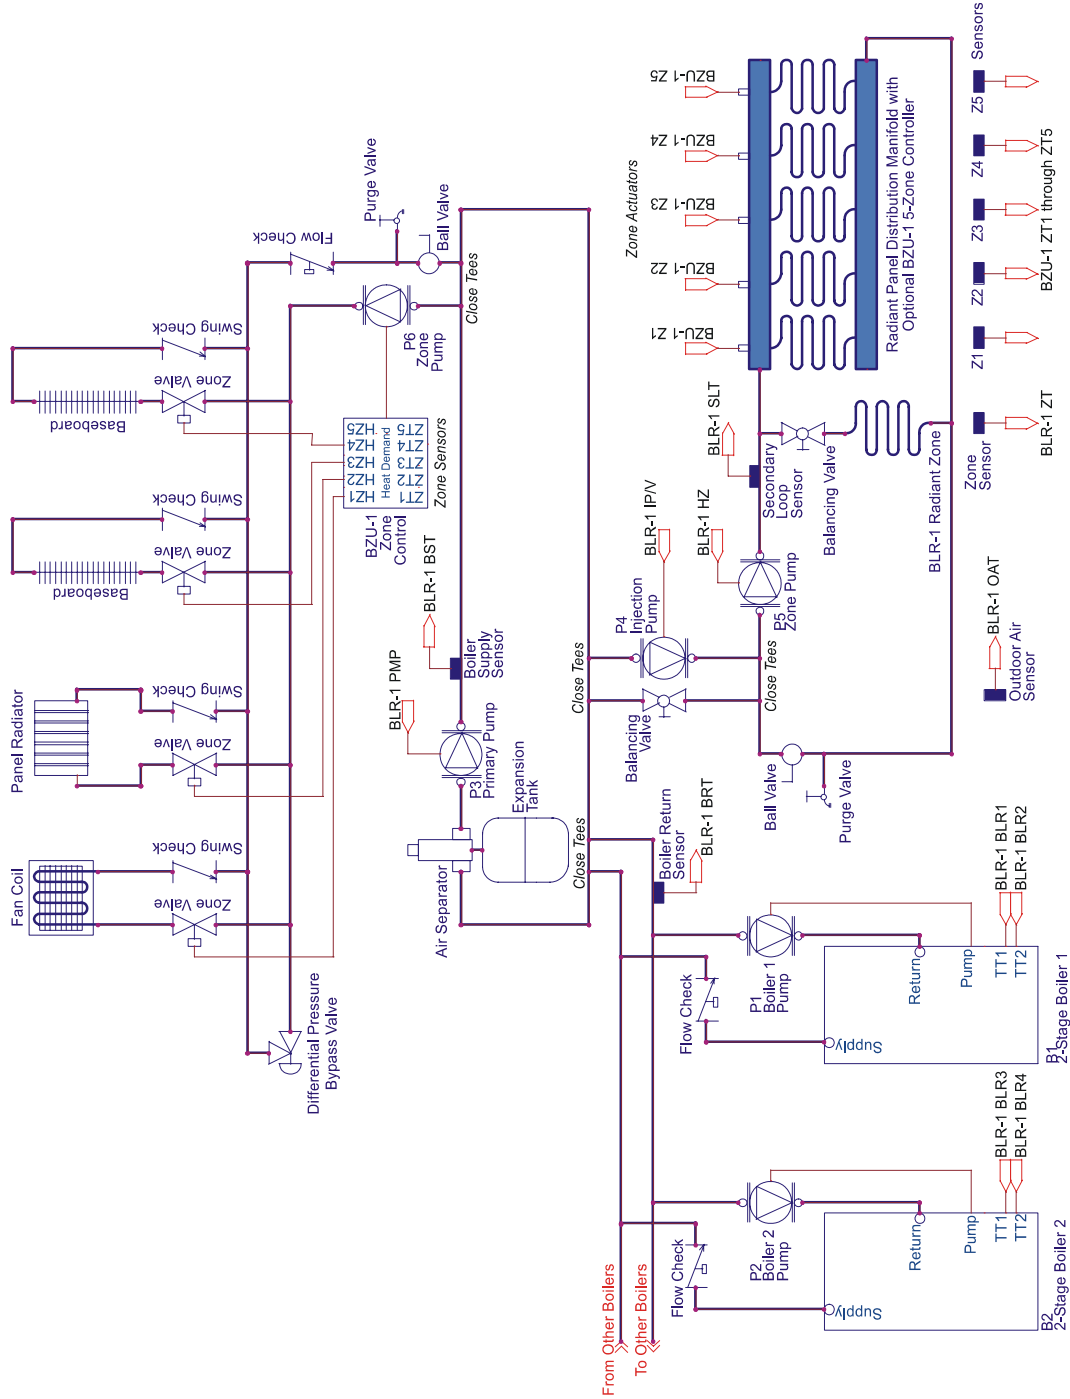 Fan Coil
Swing Check
Zone Valve
Panel Radiator
Swing Check
Zone Valve
Baseboard
Swing Check
Zone Valve
Baseboard
Swing Check
Zone Valve
Flow Check
Purge Valve
Ball Valve
Close Tees
P6
Zone
Pump
Differential Pressure
Bypass Valve
HZ1 HZ2 HZ3 HZ4 HZ5
Heat Demand
ZT1 ZT2 ZT3 ZT4 ZT5
Zone Sensors
BZU-1
Zone
Control
BLR-1 BST
Boiler
Supply
Sensor
BLR-1 PMP
P3
Primary Pump
Expansion
Tank
Air Separator
Close Tees
Close Tees
P4
Injection
Pump
BLR-1 IP/V
Balancing
Valve
Close Tees
BLR-1 HZ
P5
Zone Pump
BLR-1 SLT
Secondary
Loop
Sensor
Balancing Valve
BLR-1 Radiant Zone
Ball Valve
Purge Valve
Zone Actuators
BZU-1 Z1
BZU-1 Z2
BZU-1 Z3
BZU-1 Z4
BZU-1 Z5
Radiant Panel Distribution Manifold with
Optional BZU-1 5-Zone Controller
Zone
Sensor
BLR-1 ZT
Z1
Z2
Z3
Z4
Z5
Sensors
BZU-1 ZT1 through ZT5
BLR-1 OAT
Outdoor Air
Sensor
Boiler Return
Sensor
BLR-1 BRT
From Other Boilers
To Other Boilers
Flow Check
P2
Boiler 2
Pump
Supply
Return
Pump
TT1
TT2
BLR-1 BLR3
BLR-1 BLR4
B2
2-Stage Boiler 2
Flow Check
P1
Boiler 1
Pump
Supply
Return
Pump
TT1
TT2
BLR-1 BLR1
BLR-1 BLR2
B1
2-Stage Boiler 1